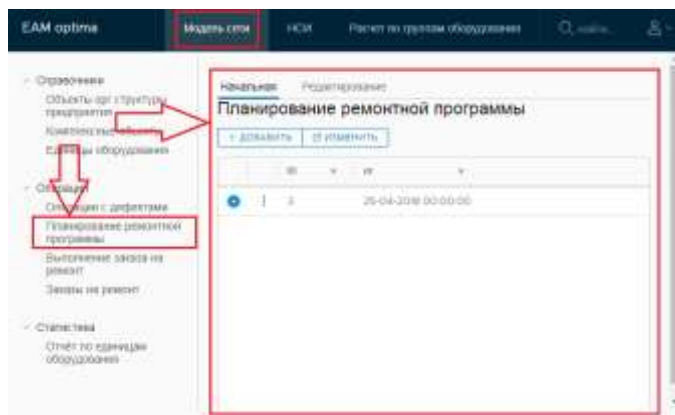 EAM optima
Модель сети
НСИ
Расчет по группам оборудования
Справочники
Объекты орг структуры
предприятия
Комплексные объекты
Единицы оборудования
Операции
Операции с дефектами
Планирование ремонтной
программы
Выполнение заказа на
ремонт
Заказы на ремонт
Статистика
Отчёт по единицам
оборудования
Начальная
Редактирование
Планирование ремонтной программы
+ ДОБАВИТЬ
ИЗМЕНИТЬ
ID
25-04-2018 00:00:00